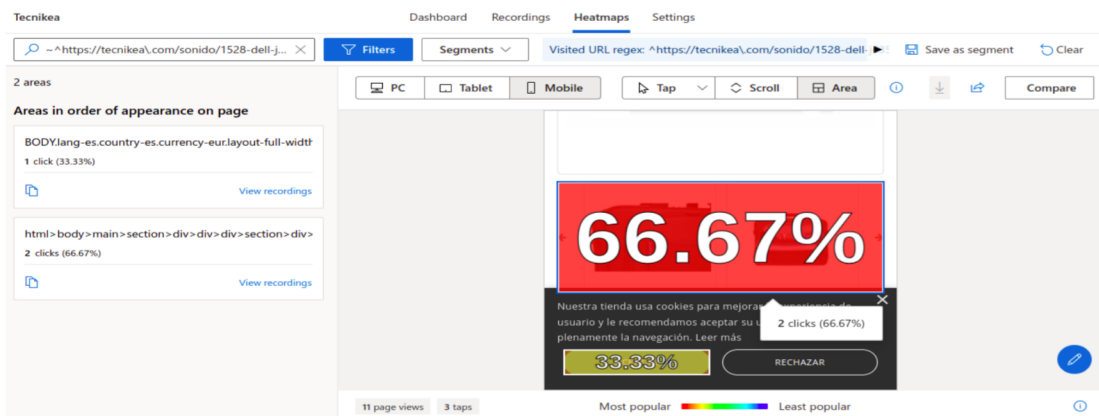 Tecnikea
Dashboard Recordings Heatmaps Settings
~^https://tecnikea\.com/sonido/1528-dell-j...
Filters
Segments
Visited URL regex: ^https://tecnikea\.com/sonido/1528-dell-
Save as segment
Clear
2 areas
Areas in order of appearance on page
BODY.lang-es.country-es.currency-eur.layout-full-width
1 click (33.33%)
View recordings
html>body>main>section>div>div>div>section>div>
2 clicks (66.67%)
View recordings
PC Tablet Mobile
Tap Scroll Area
Compare
66.67%
Nuestra tienda usa cookies para mejorar
usuario y le recomendamos aceptar su
plenamente la navegación. Leer más
2 clicks (66.67%)
33.33%
RECHAZAR
11 page views 3 taps
Most popular Least popular